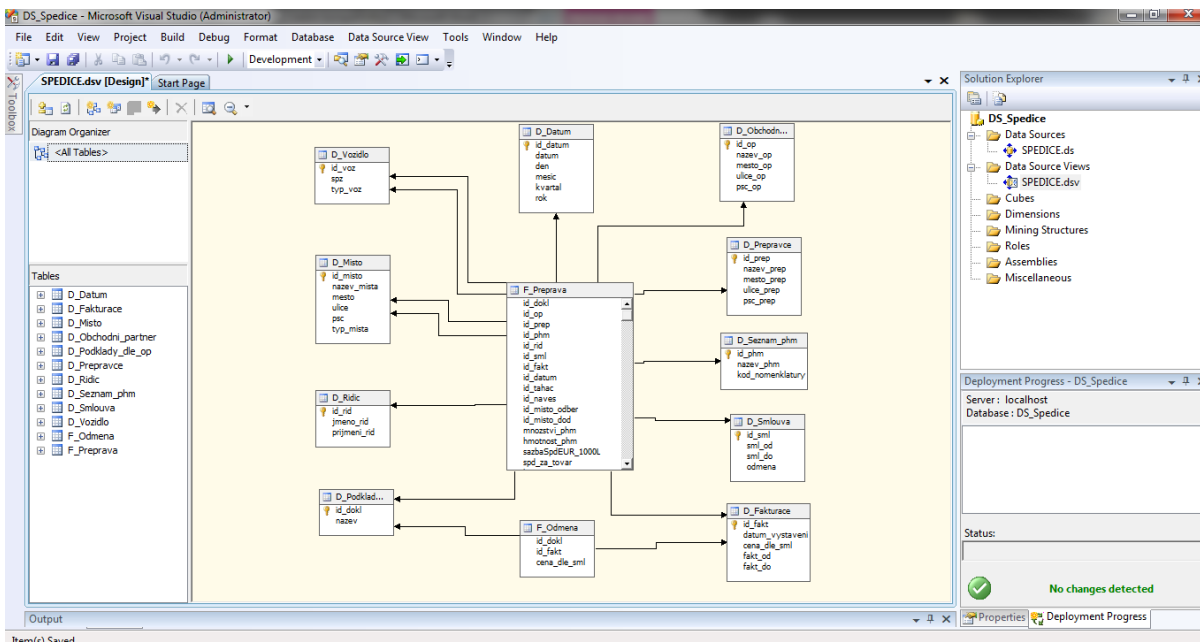 DS_Spedice - Microsoft Visual Studio (Administrator)
File Edit View Project Build Debug Format Database Data Source View Tools Window Help
Development
Toolbox
SPEDICE.dsv [Design]* Start Page
Diagram Organizer
<All Tables>
Tables
D_Datum
D_Fakturace
D_Misto
D_Obchodni_partner
D_Podklady_dle_op
D_Prepravce
D_Ridic
D_Seznam_phm
D_Smlouva
D_Vozidlo
F_Odmena
F_Preprava
D_Vozidlo
id_voz
spz
typ_voz
D_Datum
id_datum
datum
den
mesic
kvartal
rok
D_Obchodn...
id_op
nazev_op
mesto_op
ulice_op
psc_op
D_Misto
id_misto
nazev_mista
mesto
ulice
psc
typ_mista
D_Prepravce
id_prep
nazev_prep
mesto_prep
ulice_prep
psc_prep
F_Preprava
id_dokl
id_op
id_prep
id_phm
id_rid
id_sml
id_fakt
id_datum
id_tahac
id_naves
id_misto_odber
id_misto_dod
mnozstvi_phm
hmotnost_phm
sazbaSpdEUR_1000L
spd_za_tovar
D_Seznam_phm
id_phm
nazev_phm
kod_nomenklatury
D_Ridic
id_rid
jmeno_rid
prijmeni_rid
D_Smlouva
id_sml
sml_od
sml_do
odmena
D_Podklad...
id_dokl
nazev
F_Odmena
id_dokl
id_fakt
cena_dle_sml
D_Fakturace
id_fakt
datum_vystaveni
cena_dle_sml
fakt_od
fakt_do
Solution Explorer
DS_Spedice
Data Sources
SPEDICE.ds
Data Source Views
SPEDICE.dsv
Cubes
Dimensions
Mining Structures
Roles
Assemblies
Miscellaneous
Deployment Progress - DS_Spedice
Server : localhost
Database : DS_Spedice
Status:
No changes detected
Properties Deployment Progress
Output
Item(s) Saved